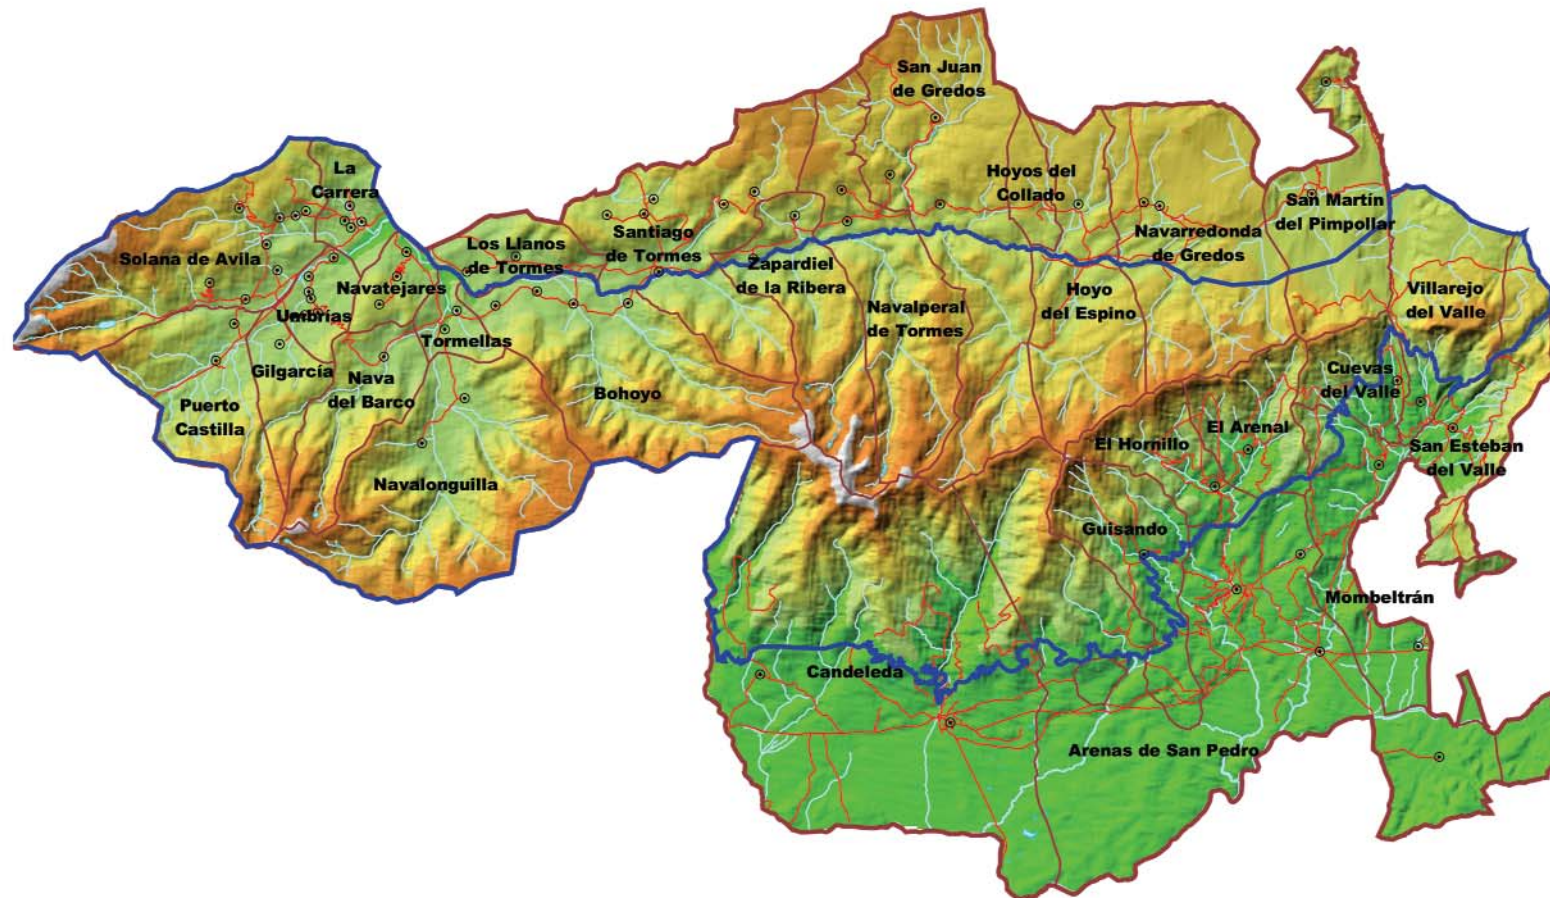 San Juan
de Gredos
La
Carrera
Hoyos del
Collado
San Martín
del Pimpollar
Solana de Avila
Los Llanos
de Tormes
Santiago
de Tormes
Navarredonda
de Gredos
Zapardiel
de la Ribera
Navatejares
Umbrías
Tormellas
Navalperal
de Tormes
Hoyo
del Espino
Villarejo
del Valle
Gilgarcía
Nava
del Barco
Bohoyo
Puerto
Castilla
Cuevas
del Valle
El Hornillo
El Arenal
San Esteban
del Valle
Navalonguilla
Guisando
Mombeltrán
Candeleda
Arenas de San Pedro